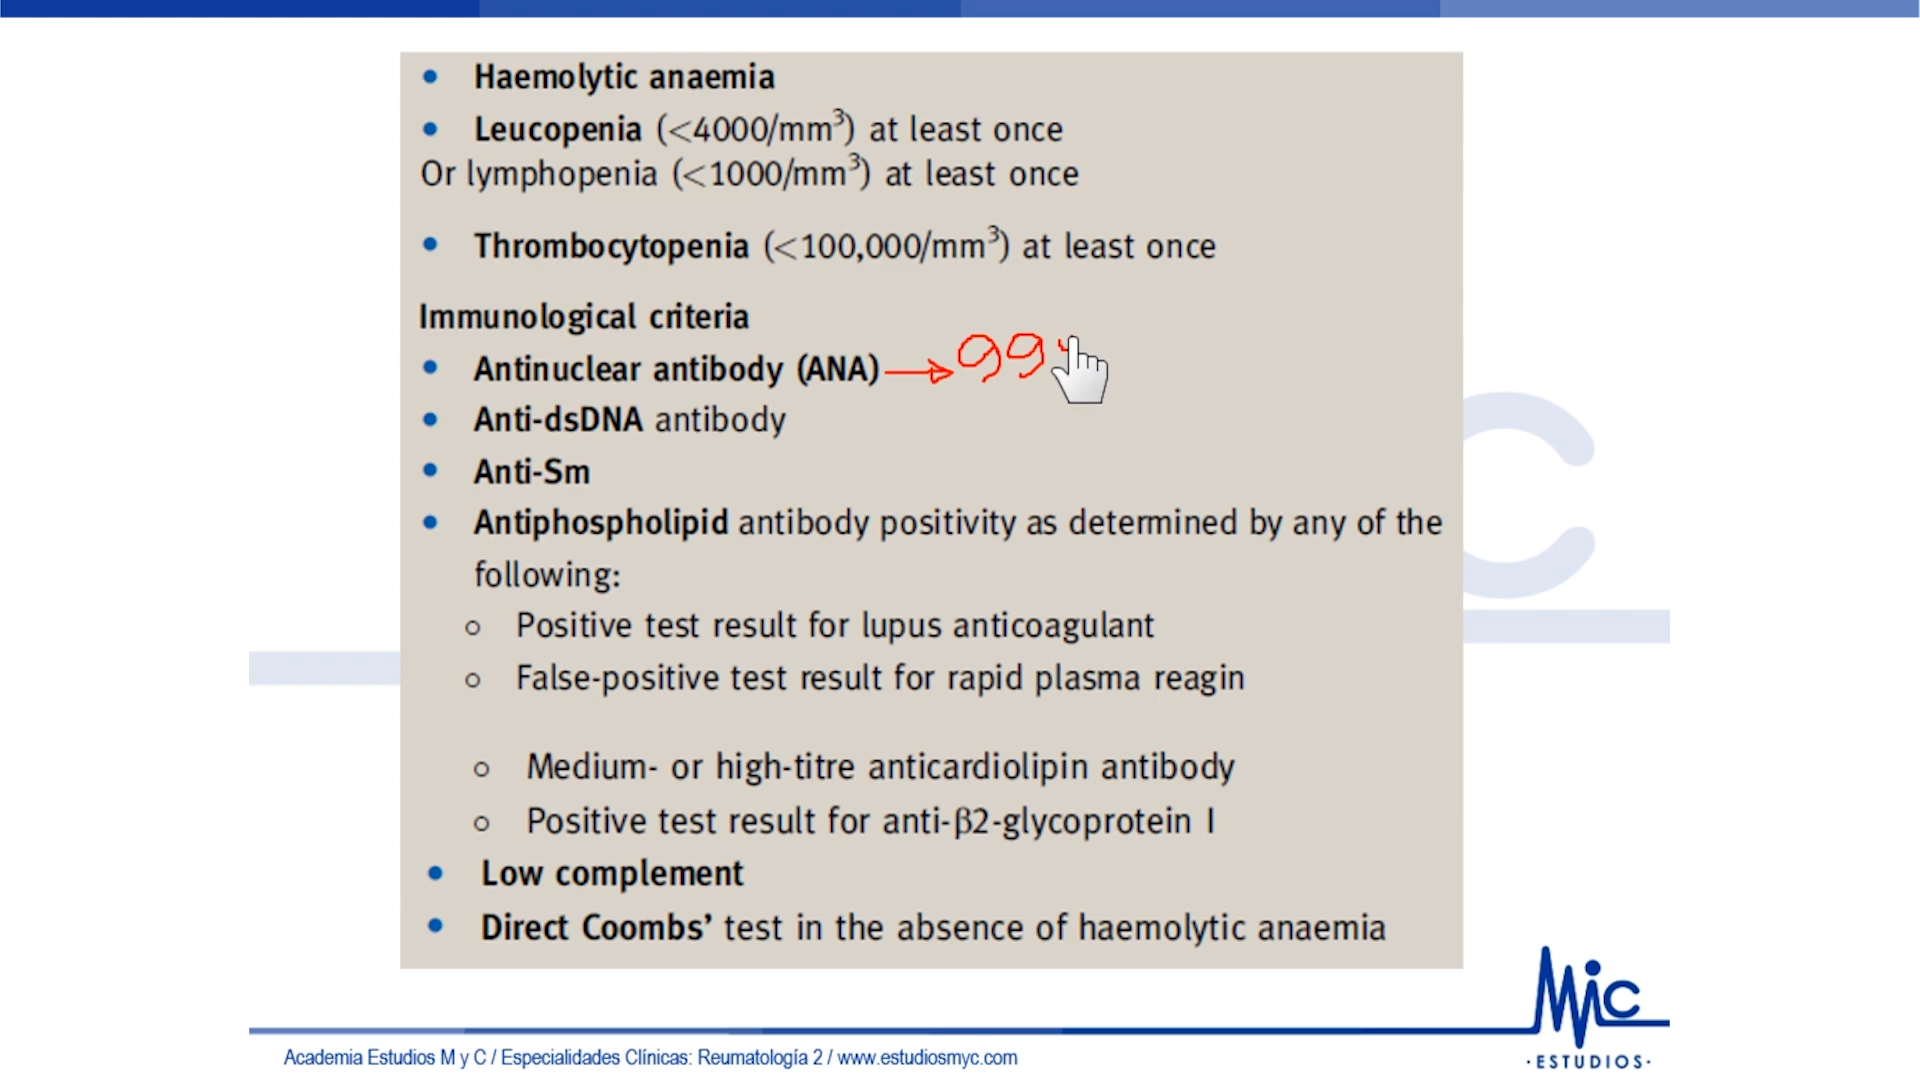 • Haemolytic anaemia
• Leucopenia (<4000/mm³) at least once
Or lymphopenia (<1000/mm³) at least once
• Thrombocytopenia (<100,000/mm³) at least once
Immunological criteria
• Antinuclear antibody (ANA) → 99
• Anti-dsDNA antibody
• Anti-Sm
• Antiphospholipid antibody positivity as determined by any of the
following:
○ Positive test result for lupus anticoagulant
○ False-positive test result for rapid plasma reagin
○ Medium- or high-titre anticardiolipin antibody
○ Positive test result for anti-β2-glycoprotein I
• Low complement
• Direct Coombs’ test in the absence of haemolytic anaemia
MiC
·ESTUDIOS·
Academia Estudios M y C / Especialidades Clínicas: Reumatología 2 / www.estudiosmyc.com